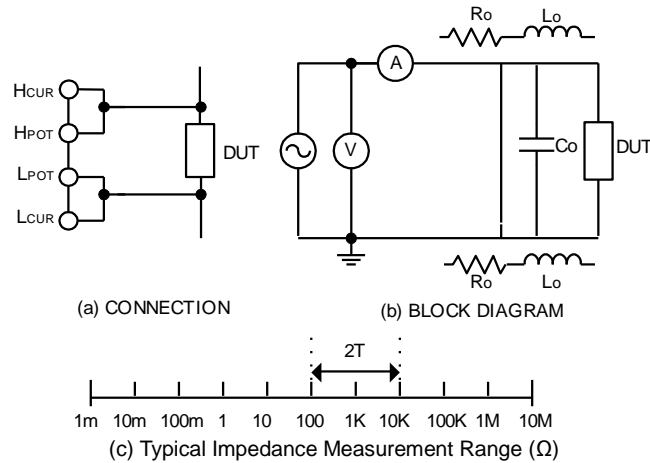 Ro Lo
HCUR
HPOT
LPOT
LCUR
DUT
A
V
Co
DUT
Ro Lo
(a) CONNECTION
(b) BLOCK DIAGRAM
2T
1m 10m 100m 1 10 100 1K 10K 100K 1M 10M
(c) Typical Impedance Measurement Range (Ω)